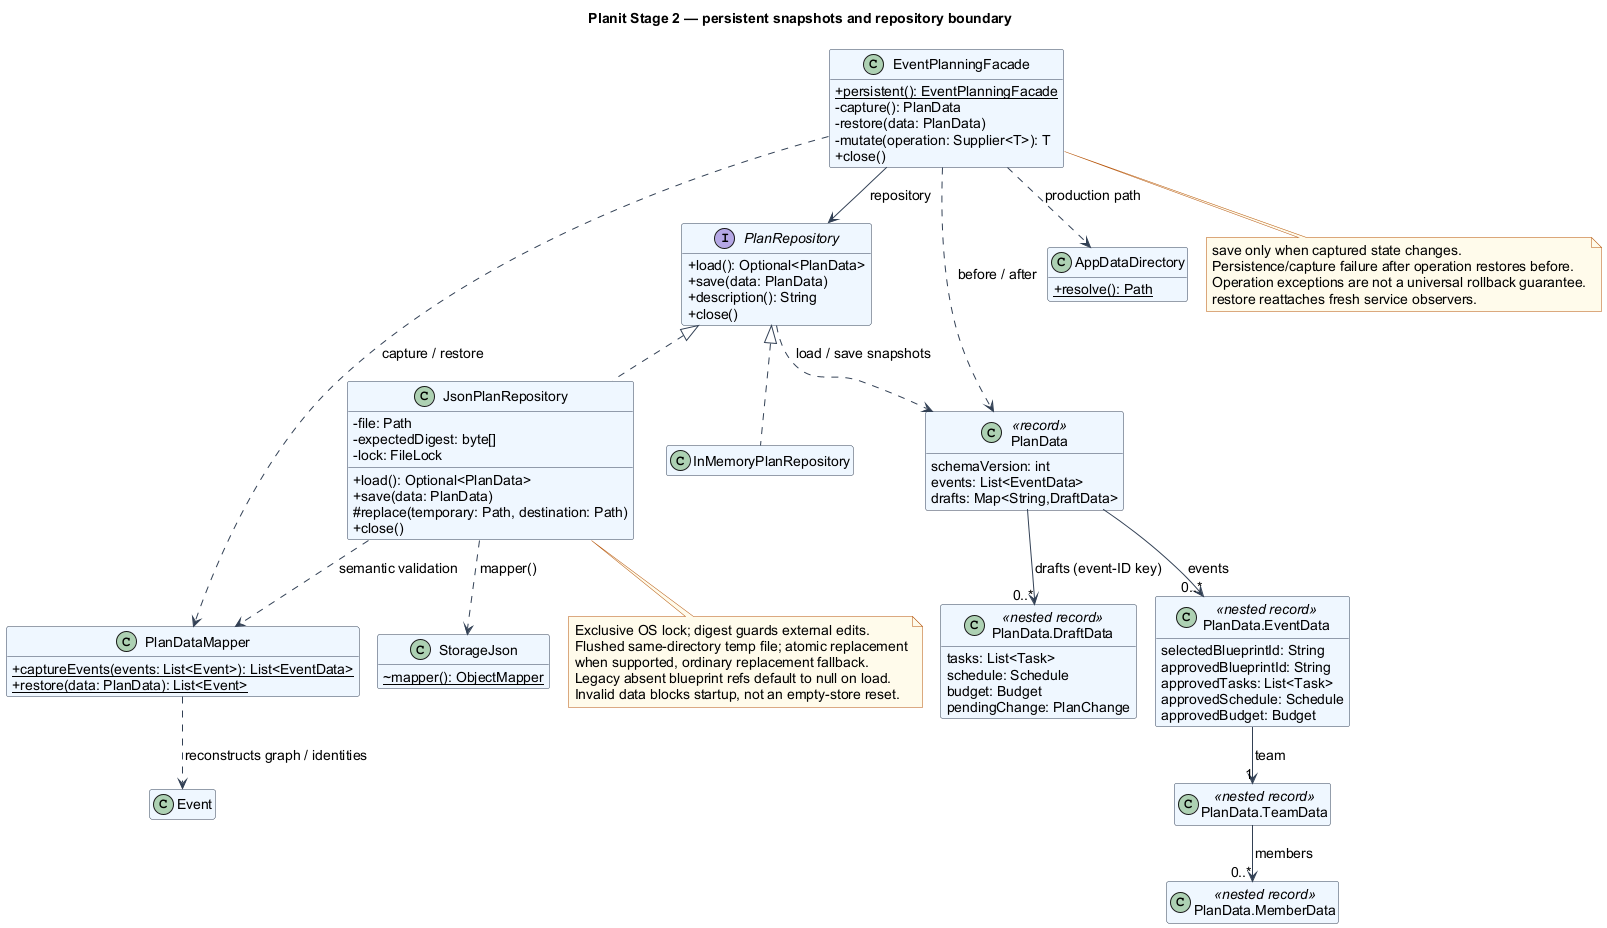 Planit Stage 2 — persistent snapshots and repository boundary
C EventPlanningFacade
+persistent(): EventPlanningFacade
-capture(): PlanData
-restore(data: PlanData)
-mutate(operation: Supplier<T>): T
+close()
repository
production path
before / after
capture / restore
I PlanRepository
+load(): Optional<PlanData>
+save(data: PlanData)
+description(): String
+close()
C AppDataDirectory
+resolve(): Path
save only when captured state changes.
Persistence/capture failure after operation restores before.
Operation exceptions are not a universal rollback guarantee.
restore reattaches fresh service observers.
load / save snapshots
C JsonPlanRepository
-file: Path
-expectedDigest: byte[]
-lock: FileLock
+load(): Optional<PlanData>
+save(data: PlanData)
#replace(temporary: Path, destination: Path)
+close()
C InMemoryPlanRepository
C «record»
PlanData
schemaVersion: int
events: List<EventData>
drafts: Map<String,DraftData>
semantic validation
mapper()
drafts (event-ID key)
0..*
events
0..*
C PlanDataMapper
+captureEvents(events: List<Event>): List<EventData>
+restore(data: PlanData): List<Event>
C StorageJson
~mapper(): ObjectMapper
Exclusive OS lock; digest guards external edits.
Flushed same-directory temp file; atomic replacement
when supported, ordinary replacement fallback.
Legacy absent blueprint refs default to null on load.
Invalid data blocks startup, not an empty-store reset.
C «nested record»
PlanData.DraftData
tasks: List<Task>
schedule: Schedule
budget: Budget
pendingChange: PlanChange
C «nested record»
PlanData.EventData
selectedBlueprintId: String
approvedBlueprintId: String
approvedTasks: List<Task>
approvedSchedule: Schedule
approvedBudget: Budget
reconstructs graph / identities
team
1
C Event
C «nested record»
PlanData.TeamData
members
0..*
C «nested record»
PlanData.MemberData